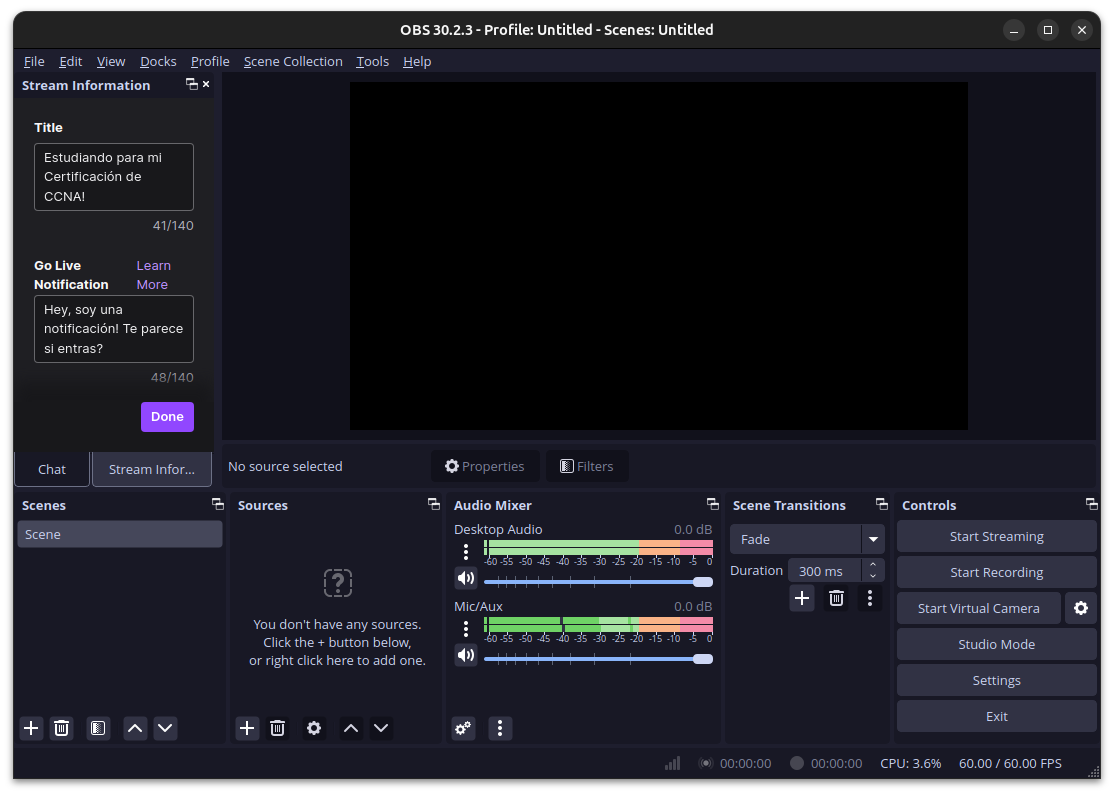 OBS 30.2.3 - Profile: Untitled - Scenes: Untitled
File Edit View Docks Profile Scene Collection Tools Help
Stream Information
Title
Estudiando para mi
Certificación de
CCNA!
41/140
Go Live Learn
Notification More
Hey, soy una
notificación! Te parece
si entras?
48/140
Done
Chat Stream Infor...
No source selected Properties Filters
Scenes
Scene
Sources
You don't have any sources.
Click the + button below,
or right click here to add one.
Audio Mixer
Desktop Audio 0.0 dB
-60 -55 -50 -45 -40 -35 -30 -25 -20 -15 -10 -5 0
Mic/Aux 0.0 dB
-60 -55 -50 -45 -40 -35 -30 -25 -20 -15 -10 -5 0
Scene Transitions
Fade
Duration 300 ms
Controls
Start Streaming
Start Recording
Start Virtual Camera
Studio Mode
Settings
Exit
00:00:00 00:00:00 CPU: 3.6% 60.00 / 60.00 FPS